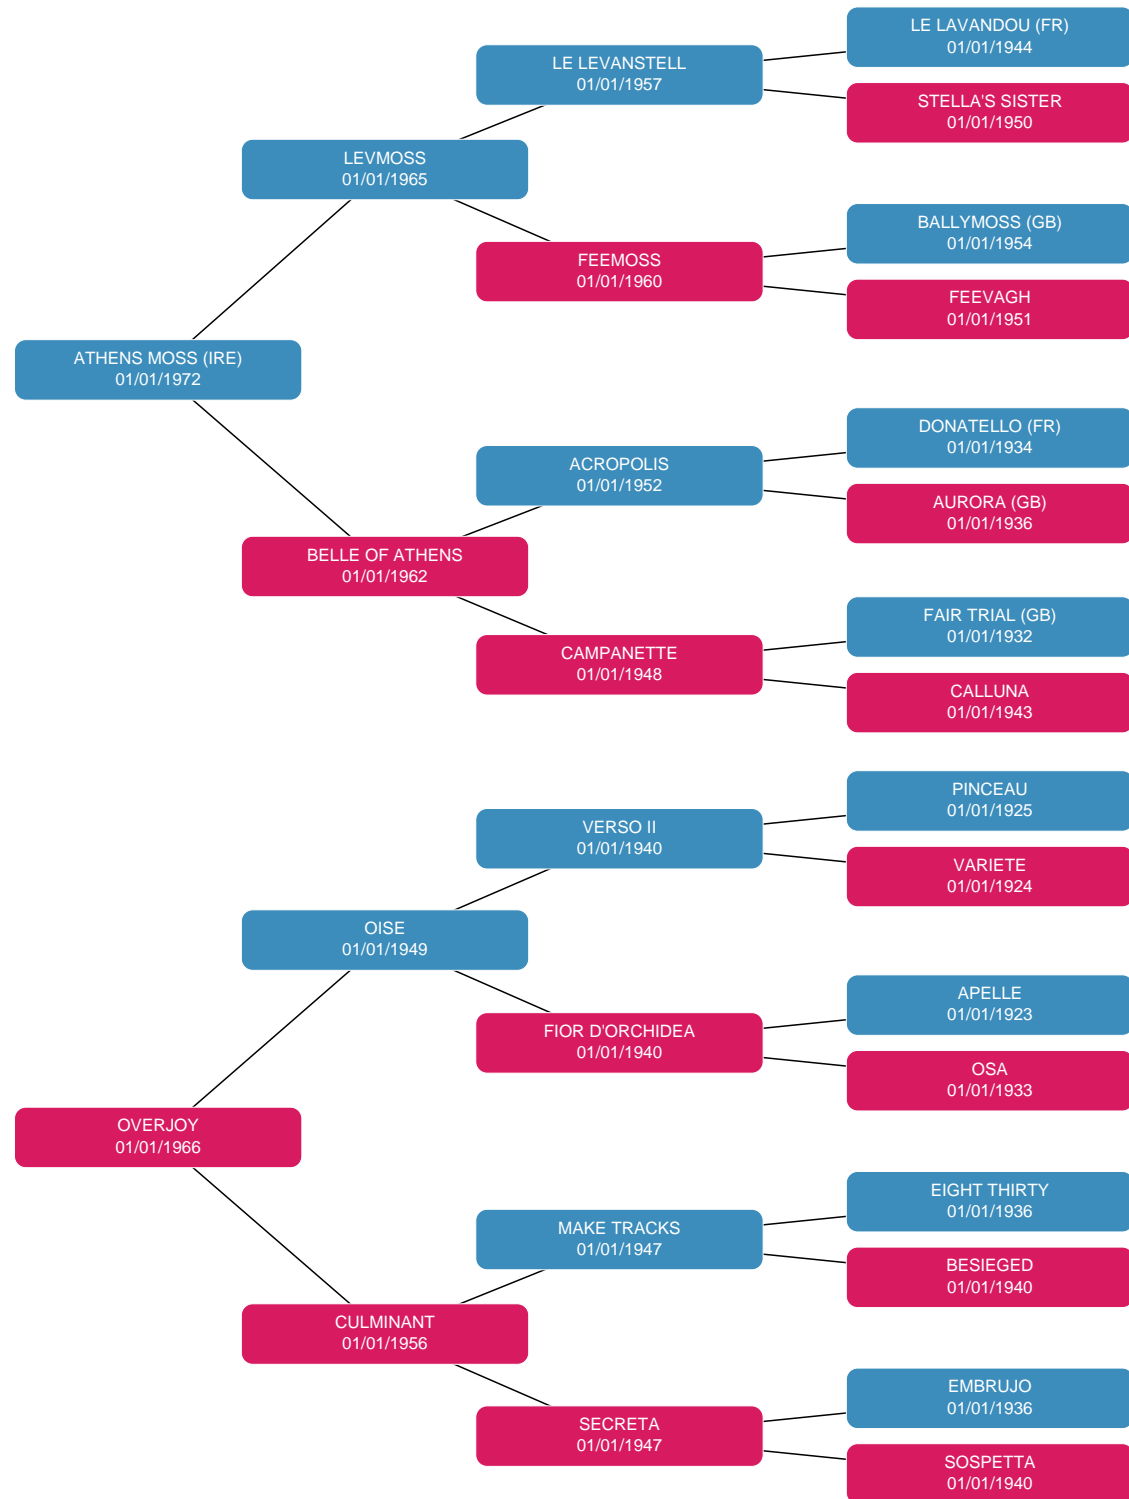 LE LAVANDOU (FR)
01/01/1944
LE LEVANSTELL
01/01/1957
STELLA'S SISTER
01/01/1950
LEVMOSS
01/01/1965
BALLYMOSS (GB)
01/01/1954
FEEMOSS
01/01/1960
FEEVAGH
01/01/1951
ATHENS MOSS (IRE)
01/01/1972
DONATELLO (FR)
01/01/1934
ACROPOLIS
01/01/1952
AURORA (GB)
01/01/1936
BELLE OF ATHENS
01/01/1962
FAIR TRIAL (GB)
01/01/1932
CAMPANETTE
01/01/1948
CALLUNA
01/01/1943
PINCEAU
01/01/1925
VERSO II
01/01/1940
VARIETE
01/01/1924
OISE
01/01/1949
APELLE
01/01/1923
FIOR D'ORCHIDEA
01/01/1940
OSA
01/01/1933
OVERJOY
01/01/1966
EIGHT THIRTY
01/01/1936
MAKE TRACKS
01/01/1947
BESIEGED
01/01/1940
CULMINANT
01/01/1956
EMBRUJO
01/01/1936
SECRETA
01/01/1947
SOSPETTA
01/01/1940